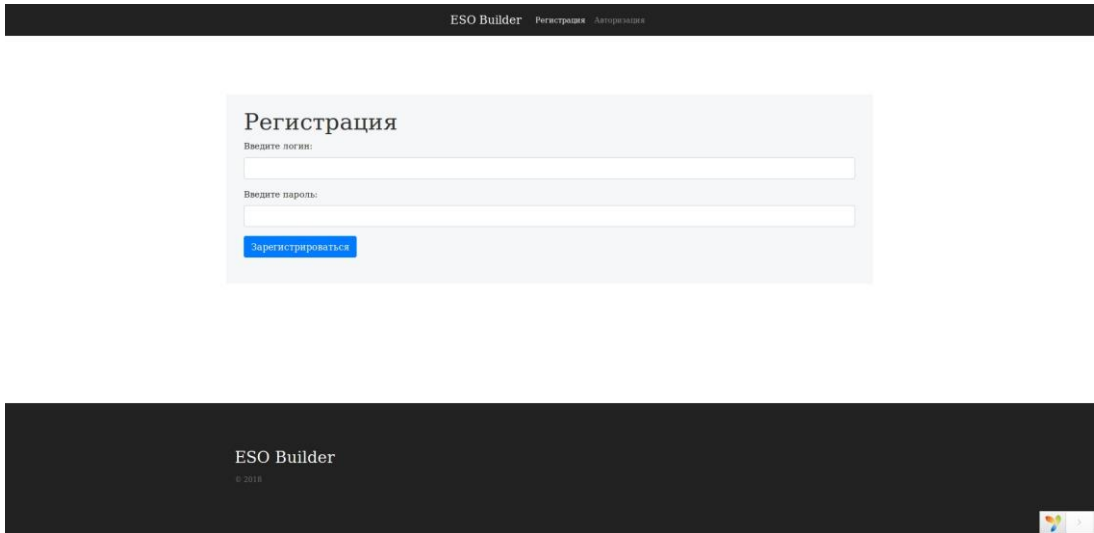 ESO Builder Регистрация Авторизация
Регистрация
Введите логин:
Введите пароль:
Зарегистрироваться
ESO Builder
© 2018